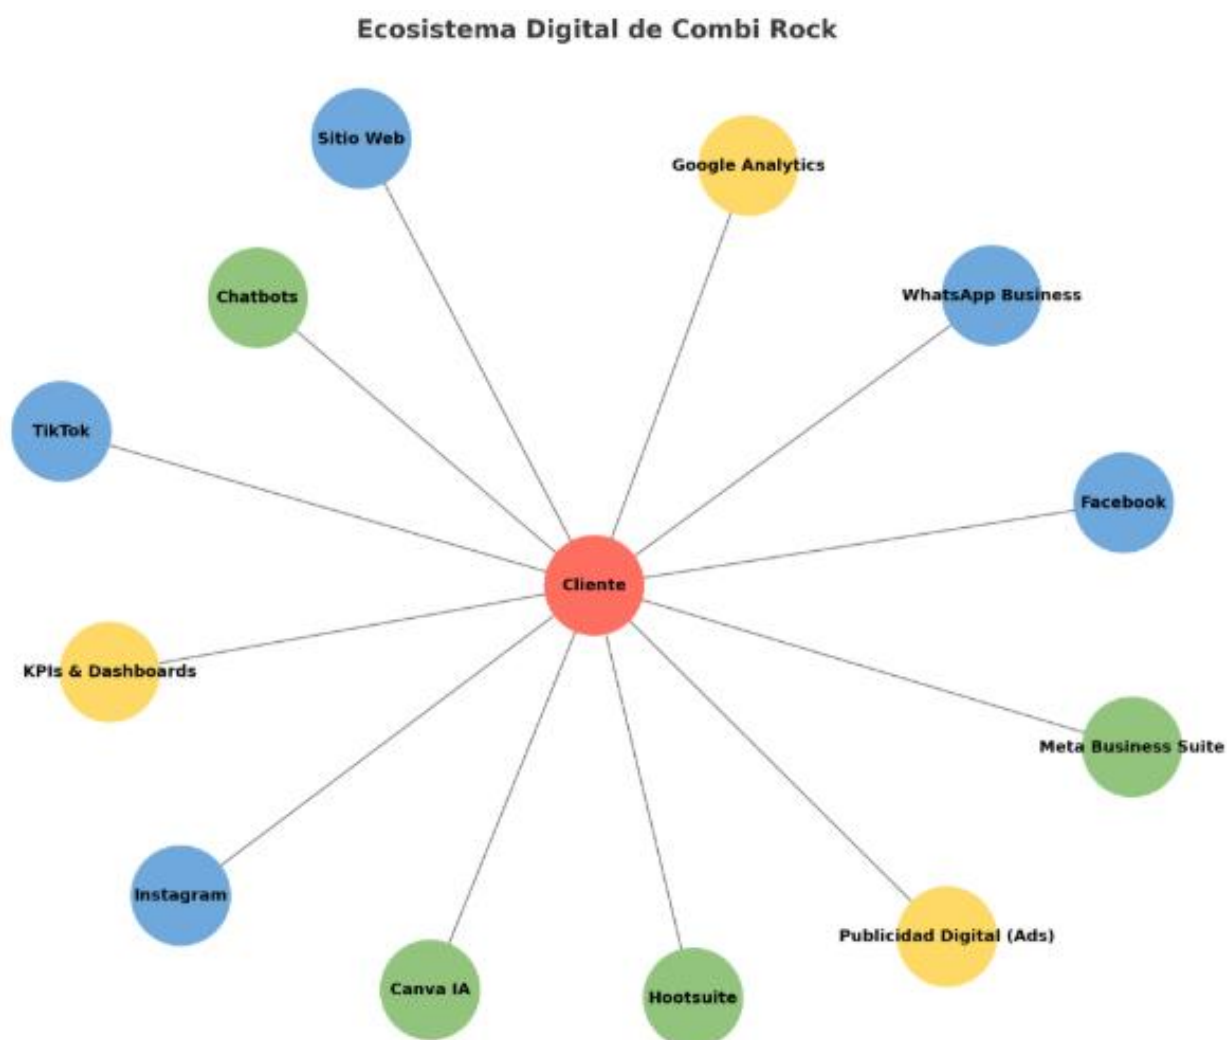 Ecosistema Digital de Combi Rock
Sitio Web
Google Analytics
WhatsApp Business
Chatbots
TikTok
Facebook
Cliente
KPIs & Dashboards
Meta Business Suite
Instagram
Publicidad Digital (Ads)
Canva IA
Hootsuite